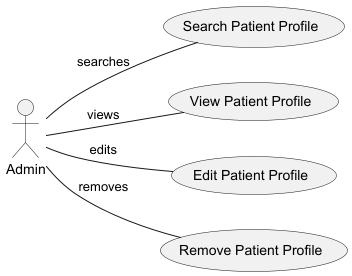 Search Patient Profile
searches
View Patient Profile
views
edits
Admin
Edit Patient Profile
removes
Remove Patient Profile